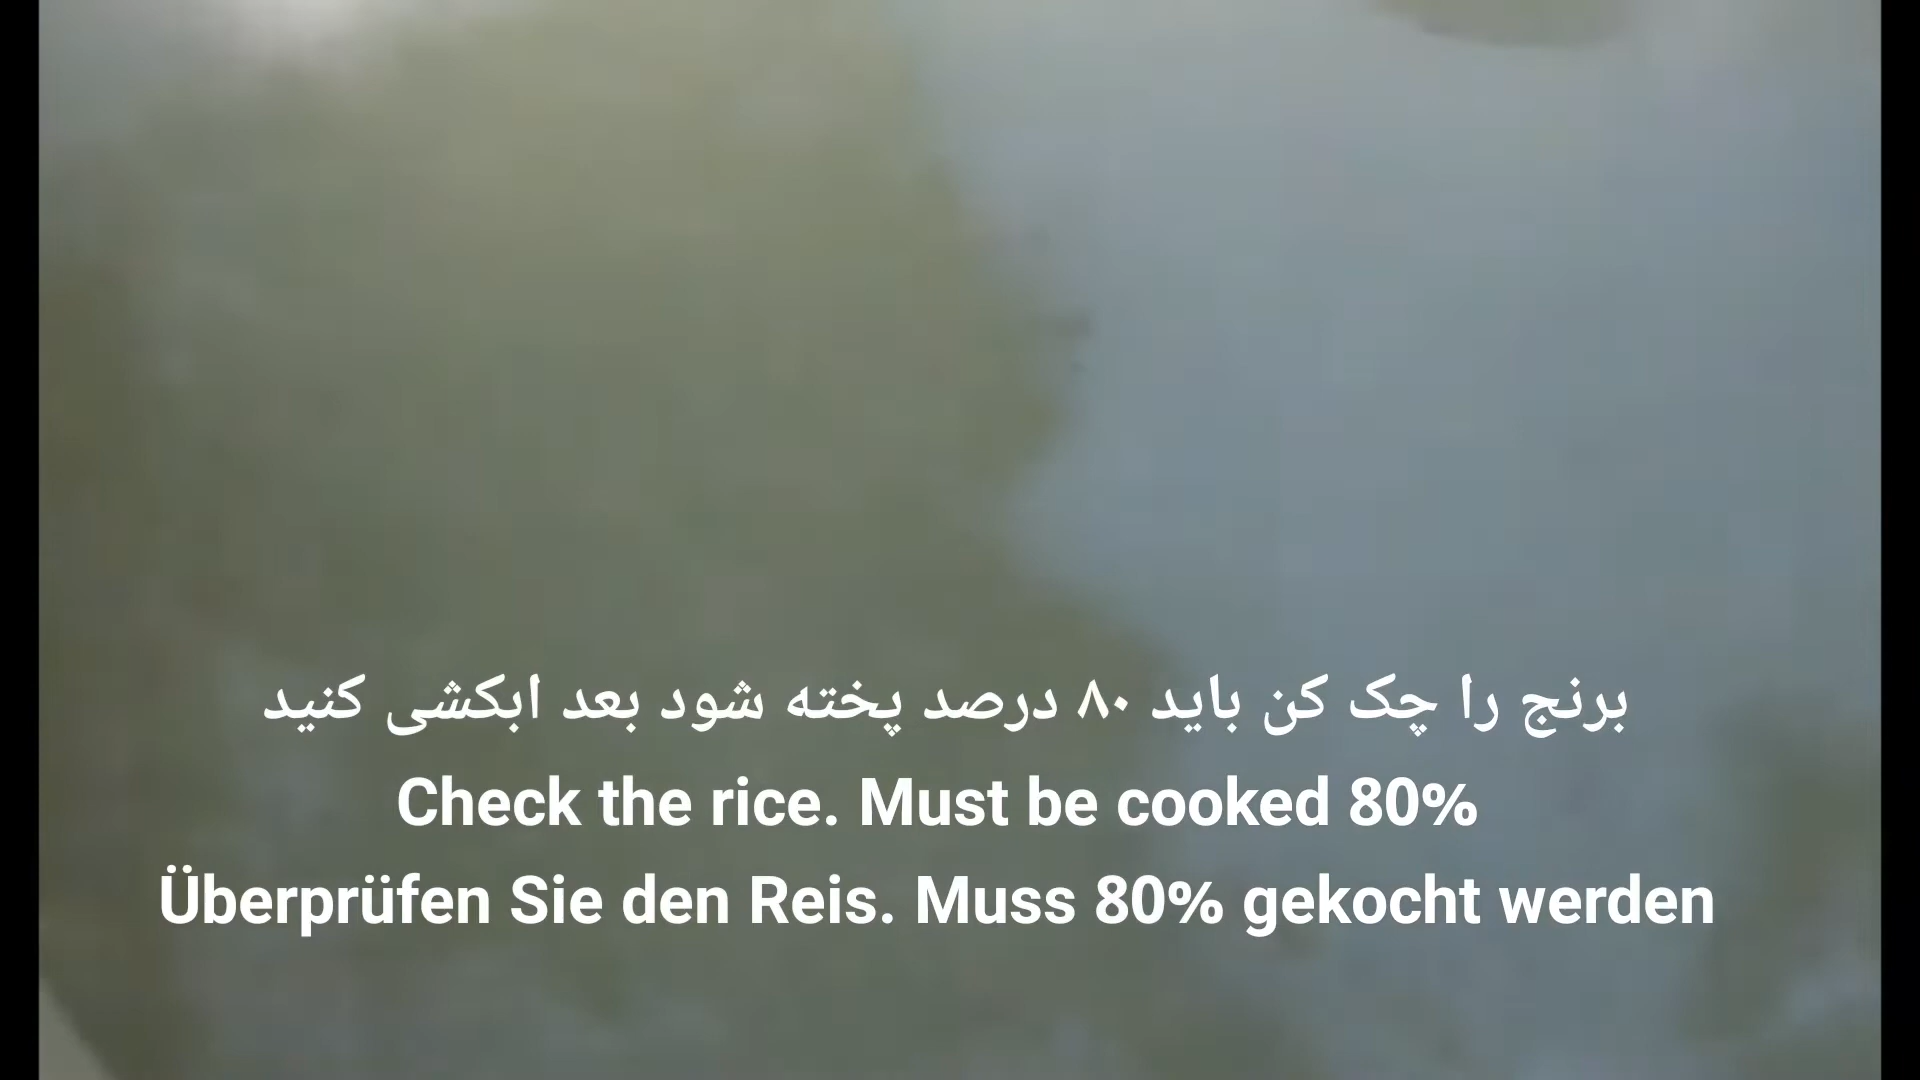 برنج را چک کن باید ۸۰ درصد پخته شود بعد ابکشی کنید
Check the rice. Must be cooked 80%
Überprüfen Sie den Reis. Muss 80% gekocht werden